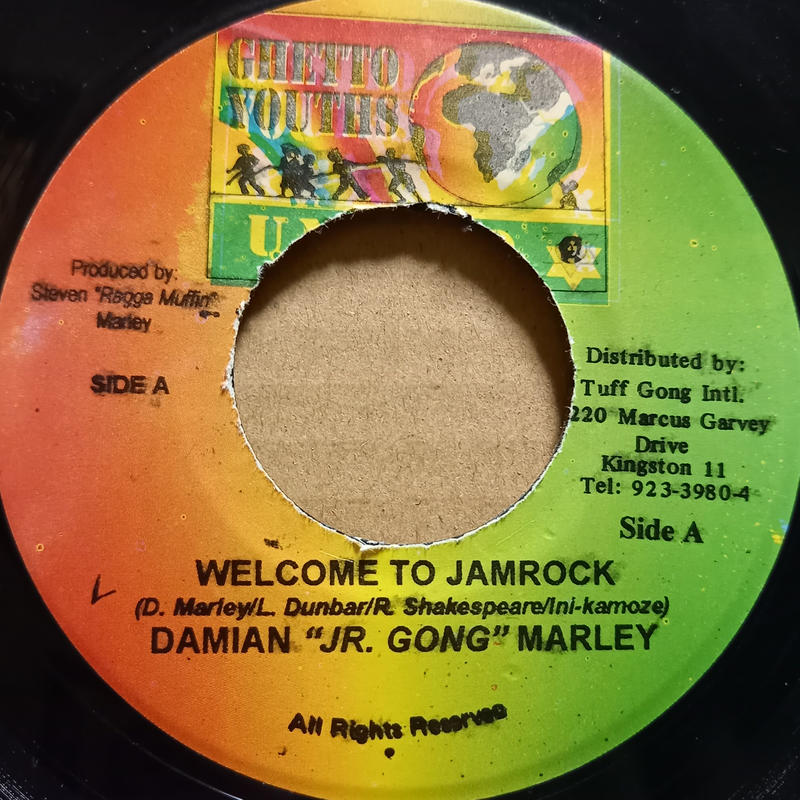 GHETTO
YOUTHS
Produced by:
Steven "Ragga Muffin"
Marley
SIDE A
Distributed by:
Tuff Gong Intl.
220 Marcus Garvey
Drive
Kingston 11
Tel: 923-3980-4
Side A
WELCOME TO JAMROCK
(D. Marley/L. Dunbar/R. Shakespeare/Ini-kamoze)
DAMIAN "JR. GONG" MARLEY
All Rights Reserved